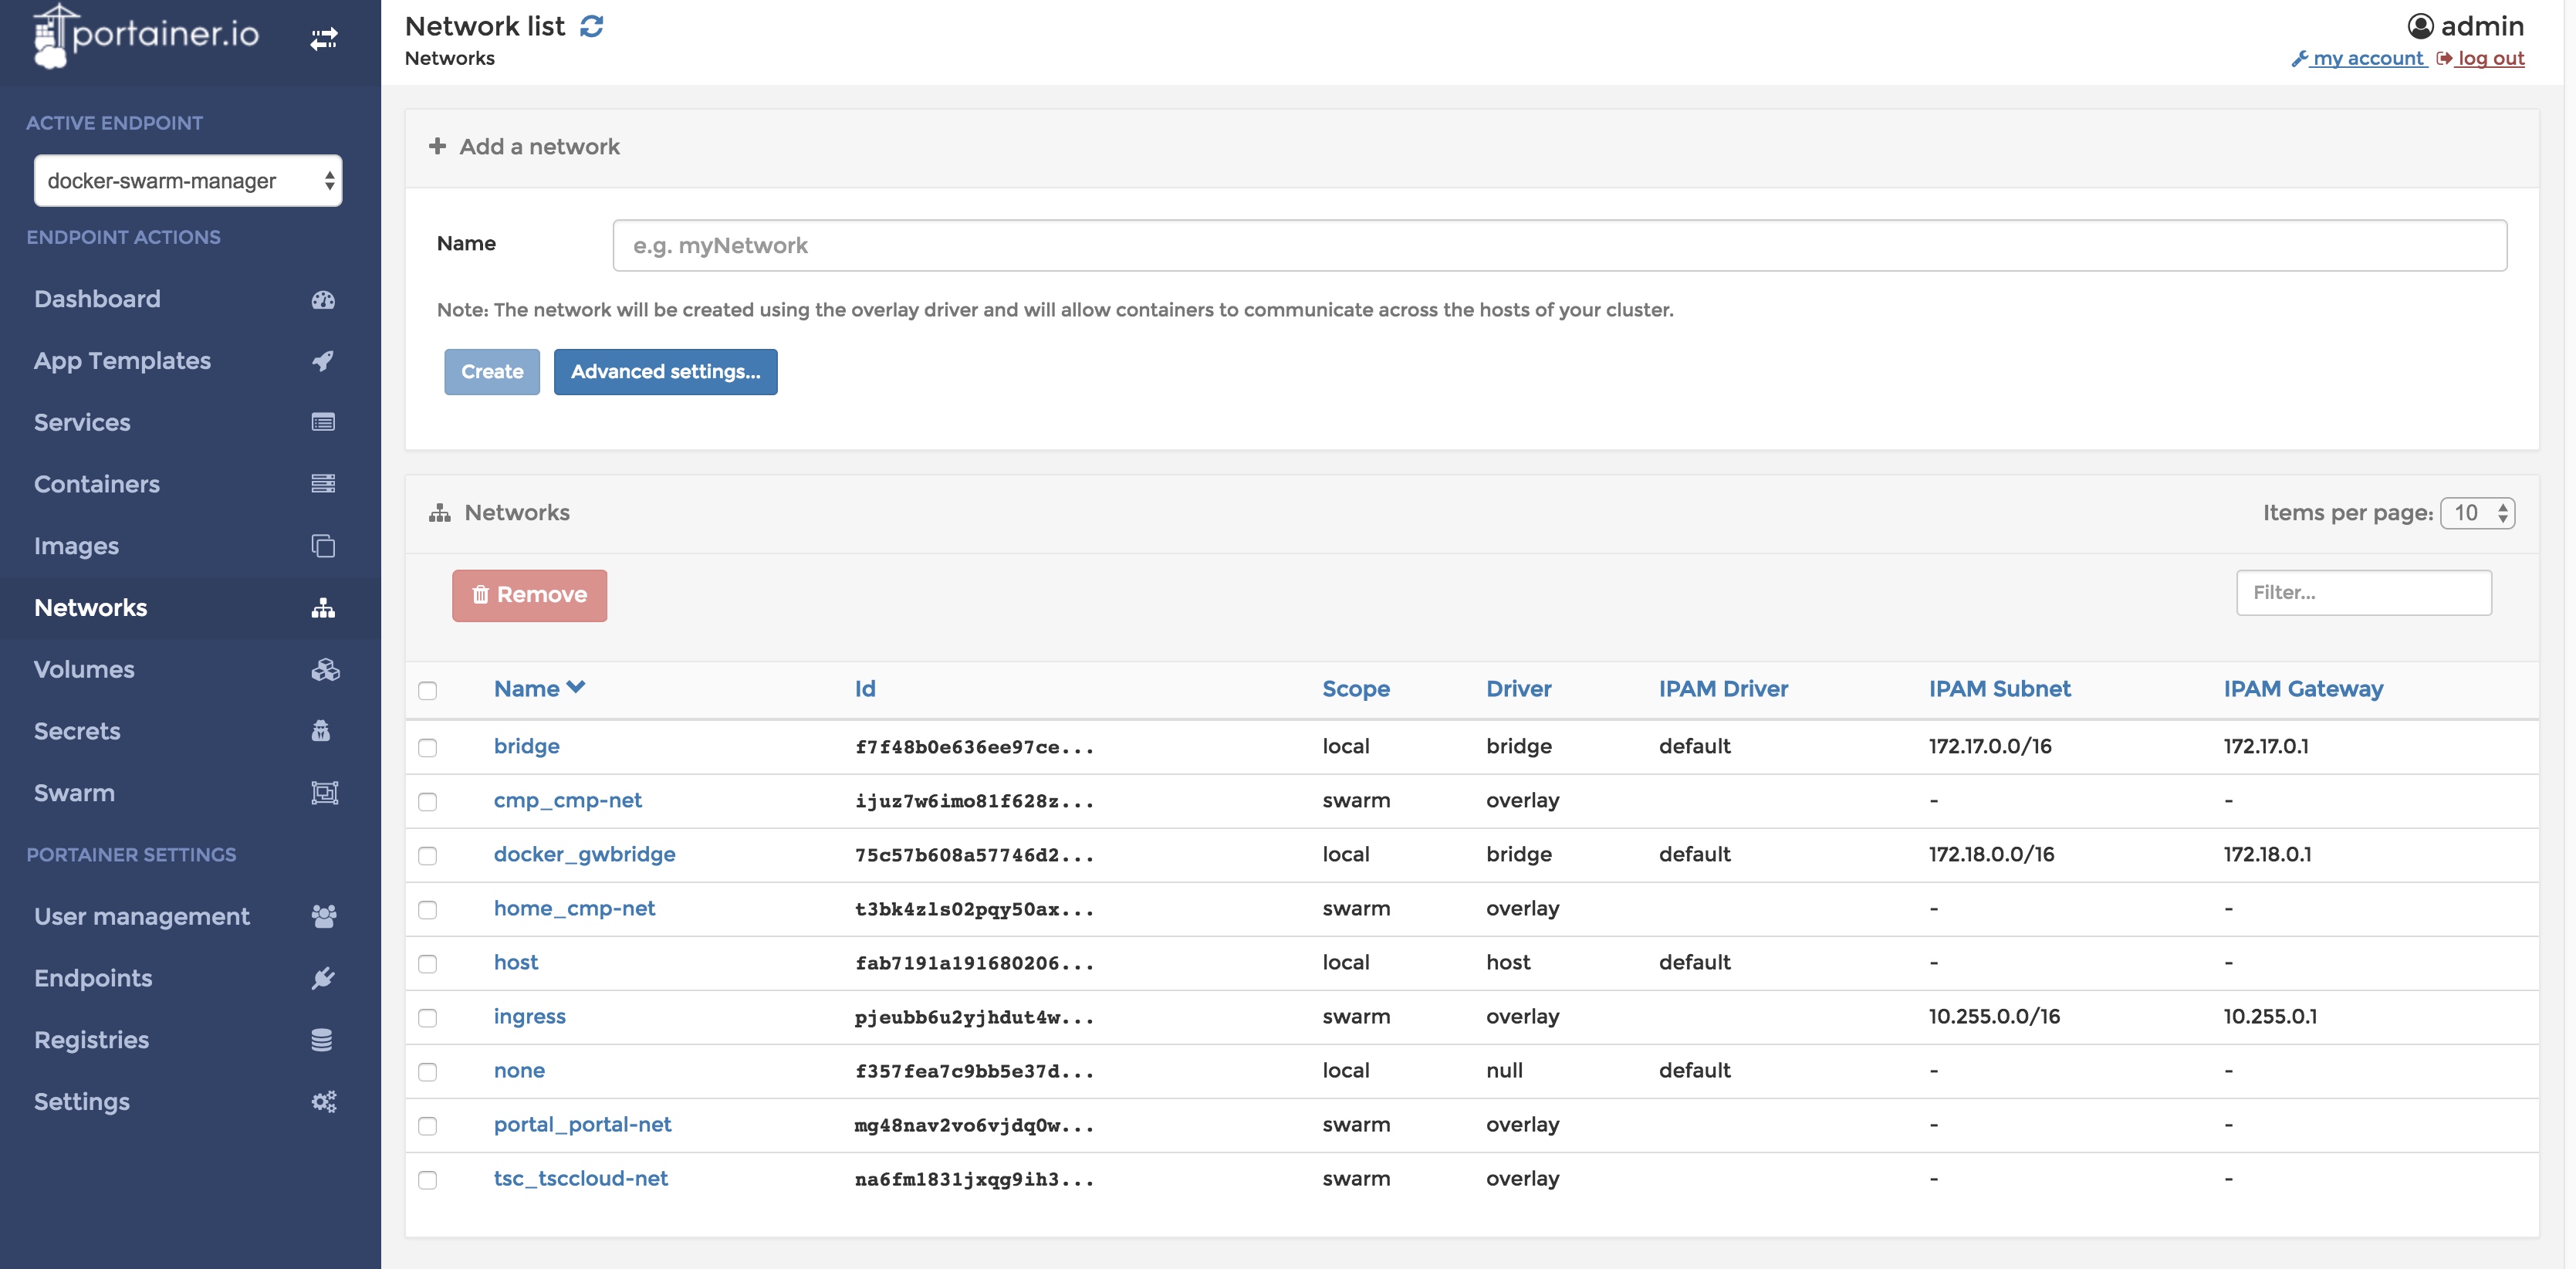 portainer.io
ACTIVE ENDPOINT
docker-swarm-manager
ENDPOINT ACTIONS
Dashboard
App Templates
Services
Containers
Images
Networks
Volumes
Secrets
Swarm
PORTAINER SETTINGS
User management
Endpoints
Registries
Settings
Network list
Networks
admin
my account log out
Add a network
Name e.g. myNetwork
Note: The network will be created using the overlay driver and will allow containers to communicate across the hosts of your cluster.
Create Advanced settings...
Networks Items per page: 10
Remove Filter...
Name Id Scope Driver IPAM Driver IPAM Subnet IPAM Gateway
bridge f7f48b0e636ee97ce... local bridge default 172.17.0.0/16 172.17.0.1
cmp_cmp-net ijuz7w6imo81f628z... swarm overlay - -
docker_gwbridge 75c57b608a57746d2... local bridge default 172.18.0.0/16 172.18.0.1
home_cmp-net t3bk4zls02pqy50ax... swarm overlay - -
host fab7191a191680206... local host default - -
ingress pjeubb6u2yjhdut4w... swarm overlay 10.255.0.0/16 10.255.0.1
none f357fea7c9bb5e37d... local null default - -
portal_portal-net mg48nav2vo6vjdq0w... swarm overlay - -
tsc_tsccloud-net na6fm1831jxqg9ih3... swarm overlay - -